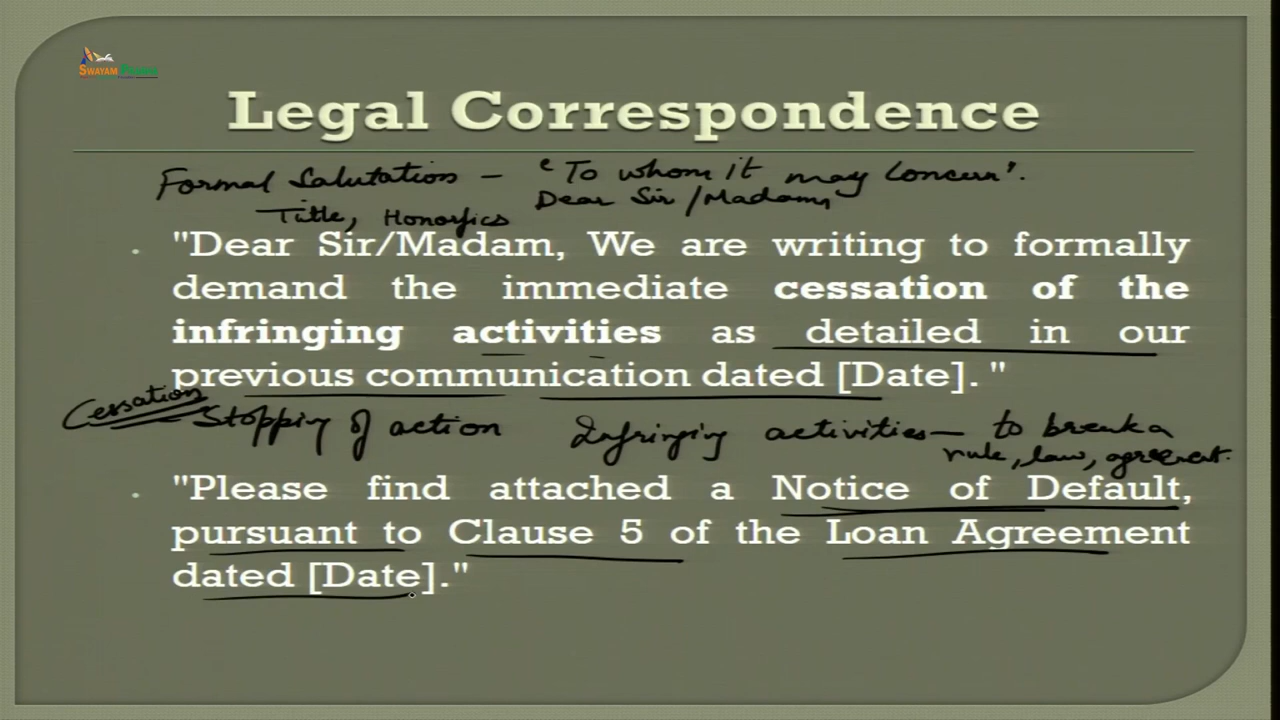 SWAYAM
Legal Correspondence
Formal Salutation – "To whom it may Concern".
Dear Sir/Madam,
Title, Honorfics
"Dear Sir/Madam, We are writing to formally
demand the immediate cessation of the
infringing activities as detailed in our
previous communication dated [Date]. "
Cessation
Stopping of action Infringing activities – to break a
rule, law, agreement.
"Please find attached a Notice of Default,
pursuant to Clause 5 of the Loan Agreement
dated [Date]."